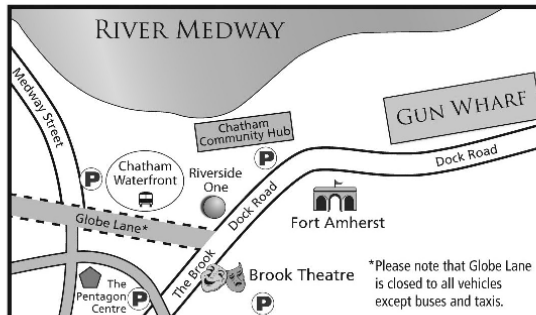 RIVER MEDWAY
Medway Street
Chatham
Community Hub
GUN WHARF
Dock Road
P
P
Chatham
Waterfront
Riverside
One
Dock Road
Fort Amherst
Globe Lane*
The Brook
Brook Theatre
The
Pentagon
Centre
P
P
*Please note that Globe Lane
is closed to all vehicles
except buses and taxis.